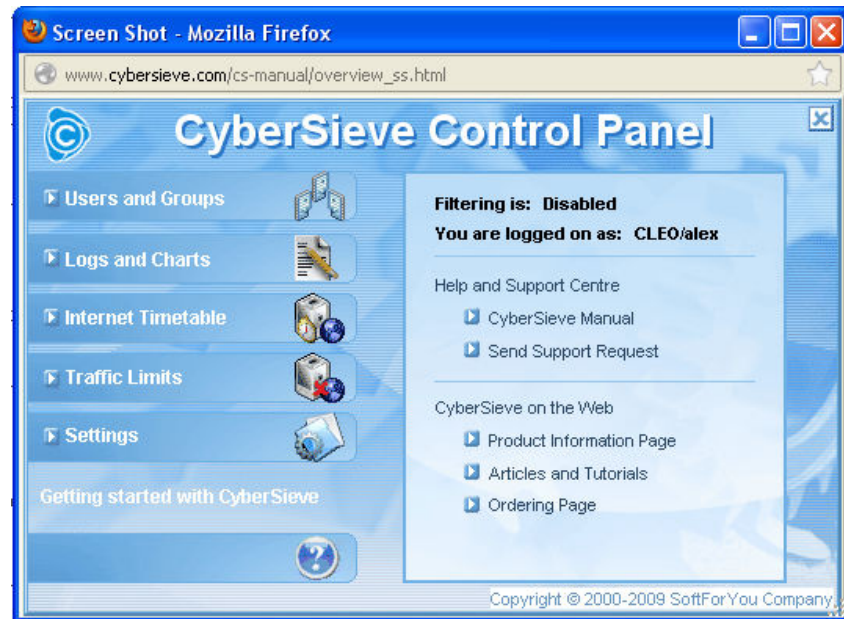 Screen Shot - Mozilla Firefox
www.cybersieve.com/cs-manual/overview_ss.html
CyberSieve Control Panel
Users and Groups
Logs and Charts
Internet Timetable
Traffic Limits
Settings
Getting started with CyberSieve
Filtering is: Disabled
You are logged on as: CLEO/alex
Help and Support Centre
CyberSieve Manual
Send Support Request
CyberSieve on the Web
Product Information Page
Articles and Tutorials
Ordering Page
Copyright © 2000-2009 SoftForYou Company